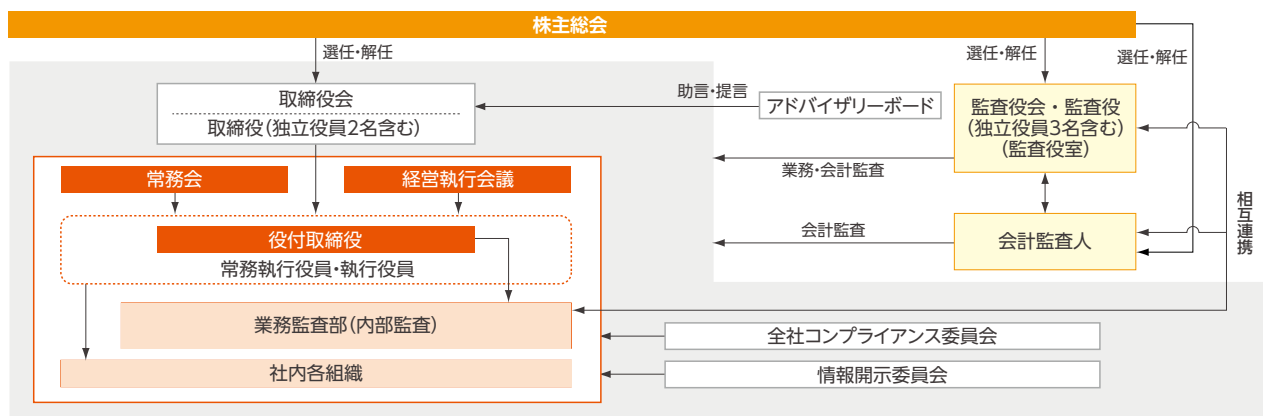 株主総会
選任・解任
選任・解任
選任・解任
取締役会
取締役(独立役員2名含む)
助言・提言
アドバイザリーボード
監査役会・監査役
(独立役員3名含む)
(監査役室)
業務・会計監査
常務会
経営執行会議
役付取締役
常務執行役員・執行役員
会計監査
会計監査人
相互連携
業務監査部(内部監査)
全社コンプライアンス委員会
社内各組織
情報開示委員会